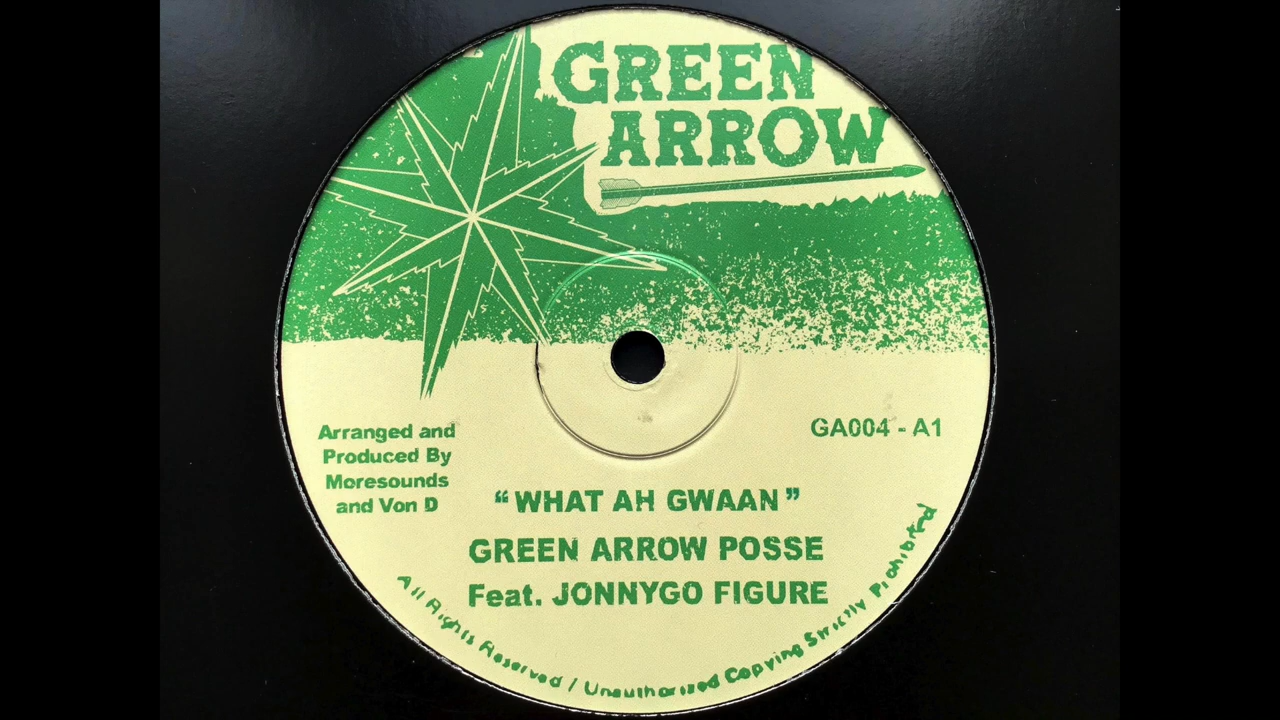 GREEN
ARROW
Arranged and
Produced By
Moresounds
and Von D
GA004 - A1
“WHAT AH GWAAN”
GREEN ARROW POSSE
Feat. JONNYGO FIGURE
All Rights Reserved / Unauthorized Copying Strictly Prohibited